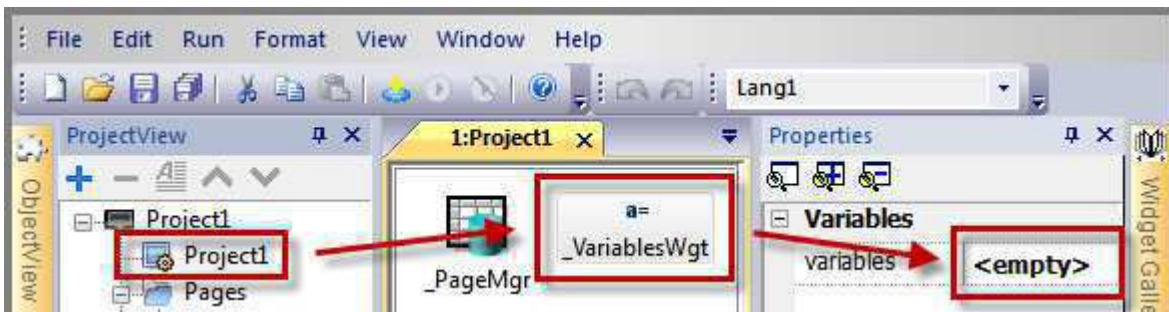 File Edit Run Format View Window Help
Lang1
ProjectView
1:Project1
Properties
ObjectView
Project1
Project1
Pages
_PageMgr
a=
_VariablesWgt
Variables
variables
<empty>
Widget Galle